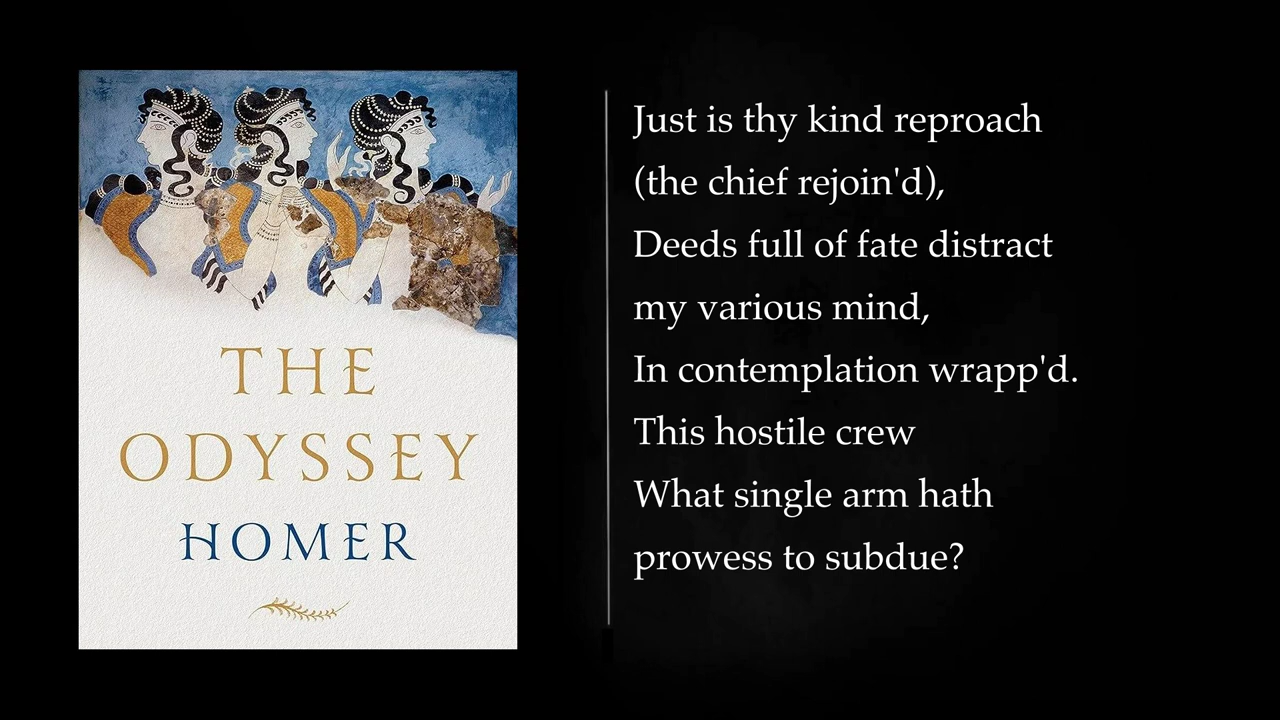 THE
ODYSSEY
HOMER
Just is thy kind reproach
(the chief rejoin'd),
Deeds full of fate distract
my various mind,
In contemplation wrapp'd.
This hostile crew
What single arm hath
prowess to subdue?